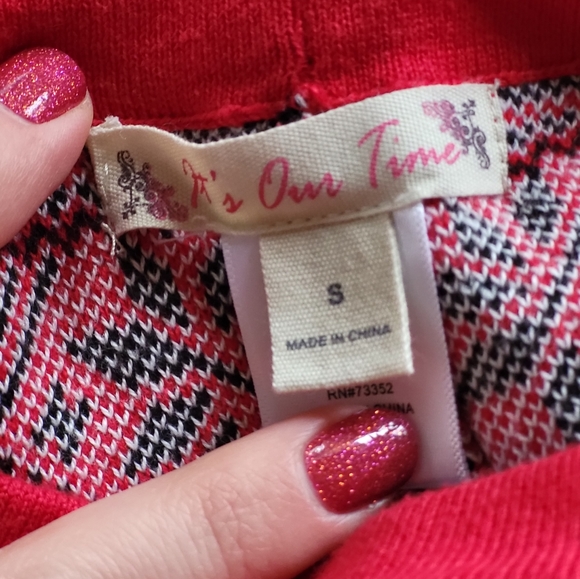 It's Our Time
S
MADE IN CHINA
RN#73352